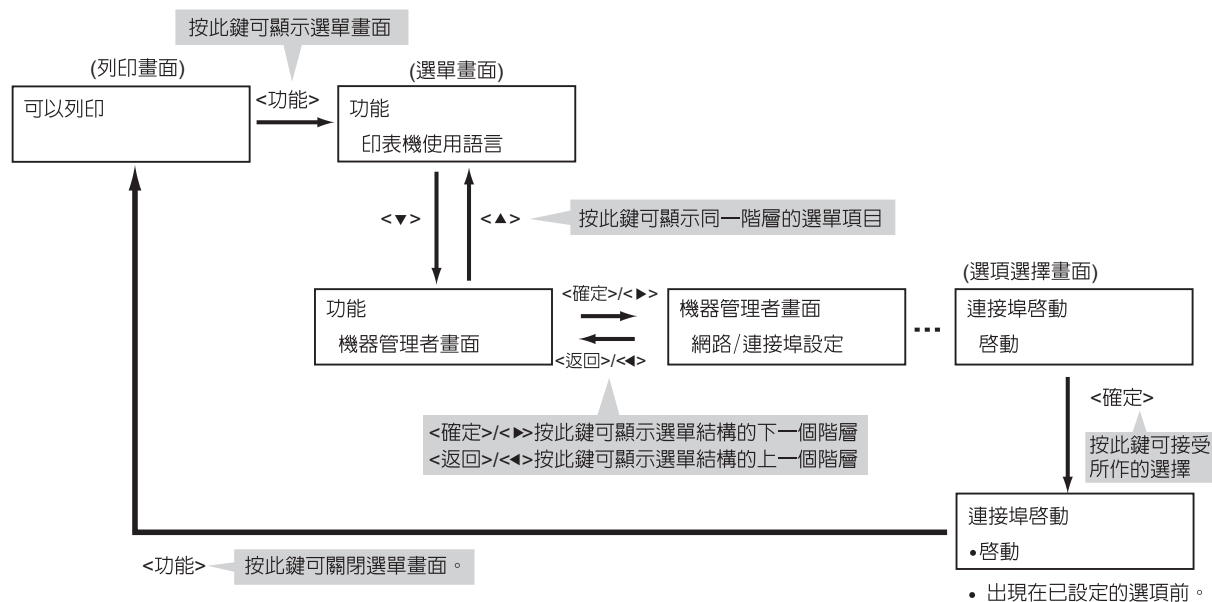 按此鍵可顯示選單畫面
(列印畫面)
(選單畫面)
可以列印
<功能>
功能
印表機使用語言
<▼>
<▲>
按此鍵可顯示同一階層的選單項目
(選項選擇畫面)
功能
機器管理者畫面
<確定>/<▶>
<返回>/<◀>
機器管理者畫面
網路/連接埠設定
...
連接埠啓動
啓動
<確定>/<▶>按此鍵可顯示選單結構的下一個階層
<返回>/<◀>按此鍵可顯示選單結構的上一個階層
<確定>
按此鍵可接受
所作的選擇
連接埠啓動
•啓動
<功能>
按此鍵可關閉選單畫面。
• 出現在已設定的選項前。